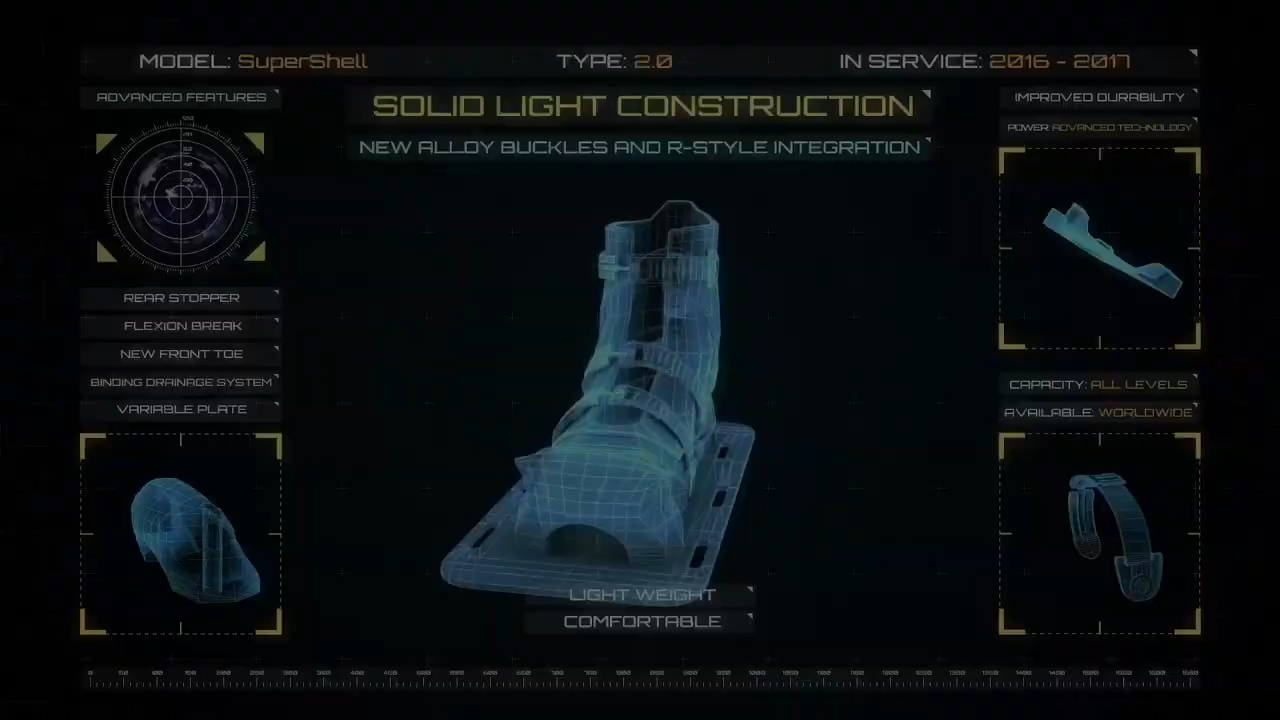 MODEL: SuperShell
TYPE: 2.0
IN SERVICE: 2016 - 2017
ADVANCED FEATURES
SOLID LIGHT CONSTRUCTION
NEW ALLOY BUCKLES AND R-STYLE INTEGRATION
IMPROVED DURABILITY
POWER: ADVANCED TECHNOLOGY
REAR STOPPER
FLEXION BREAK
NEW FRONT TOE
BINDING DRAINAGE SYSTEM
VARIABLE PLATE
CAPACITY: ALL LEVELS
AVAILABLE: WORLDWIDE
LIGHT WEIGHT
COMFORTABLE